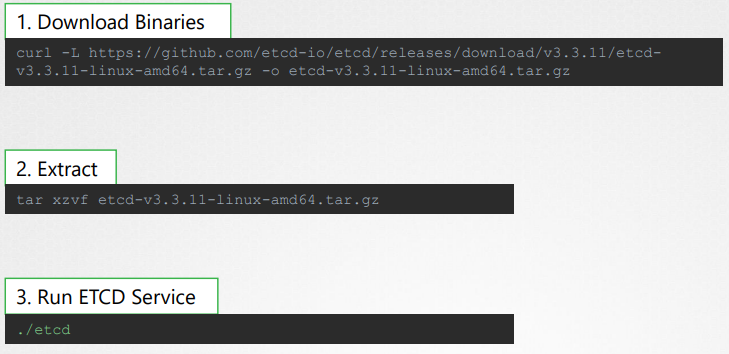 1. Download Binaries
curl -L https://github.com/etcd-io/etcd/releases/download/v3.3.11/etcd-
v3.3.11-linux-amd64.tar.gz -o etcd-v3.3.11-linux-amd64.tar.gz
2. Extract
tar xzvf etcd-v3.3.11-linux-amd64.tar.gz
3. Run ETCD Service
./etcd